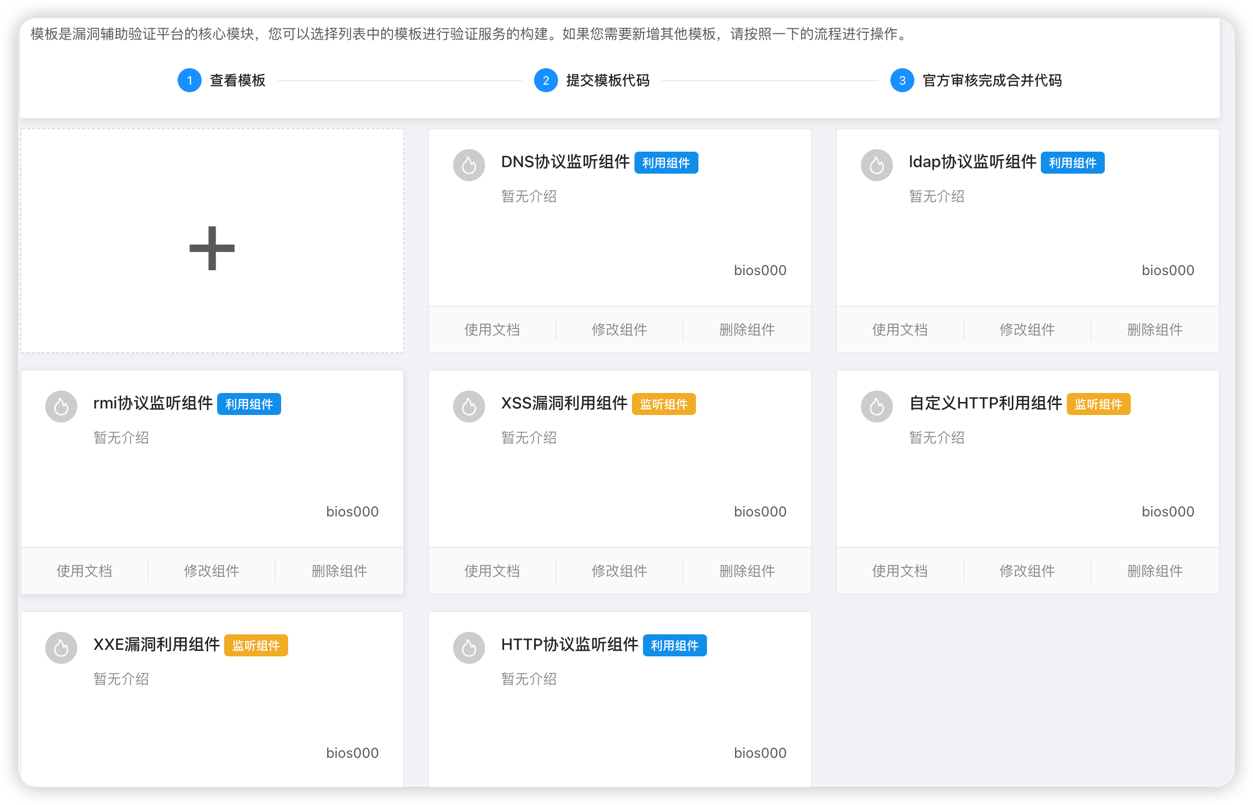 模板是漏洞辅助验证平台的核心模块，您可以选择列表中的模板进行验证服务的构建。如果您需要新增其他模板，请按照一下的流程进行操作。
1 查看模板
2 提交模板代码
3 官方审核完成合并代码
DNS协议监听组件 利用组件
暂无介绍
bios000
使用文档 修改组件 删除组件
ldap协议监听组件 利用组件
暂无介绍
bios000
使用文档 修改组件 删除组件
rmi协议监听组件 利用组件
暂无介绍
bios000
使用文档 修改组件 删除组件
XSS漏洞利用组件 监听组件
暂无介绍
bios000
使用文档 修改组件 删除组件
自定义HTTP利用组件 监听组件
暂无介绍
bios000
使用文档 修改组件 删除组件
XXE漏洞利用组件 监听组件
暂无介绍
bios000
HTTP协议监听组件 利用组件
暂无介绍
bios000